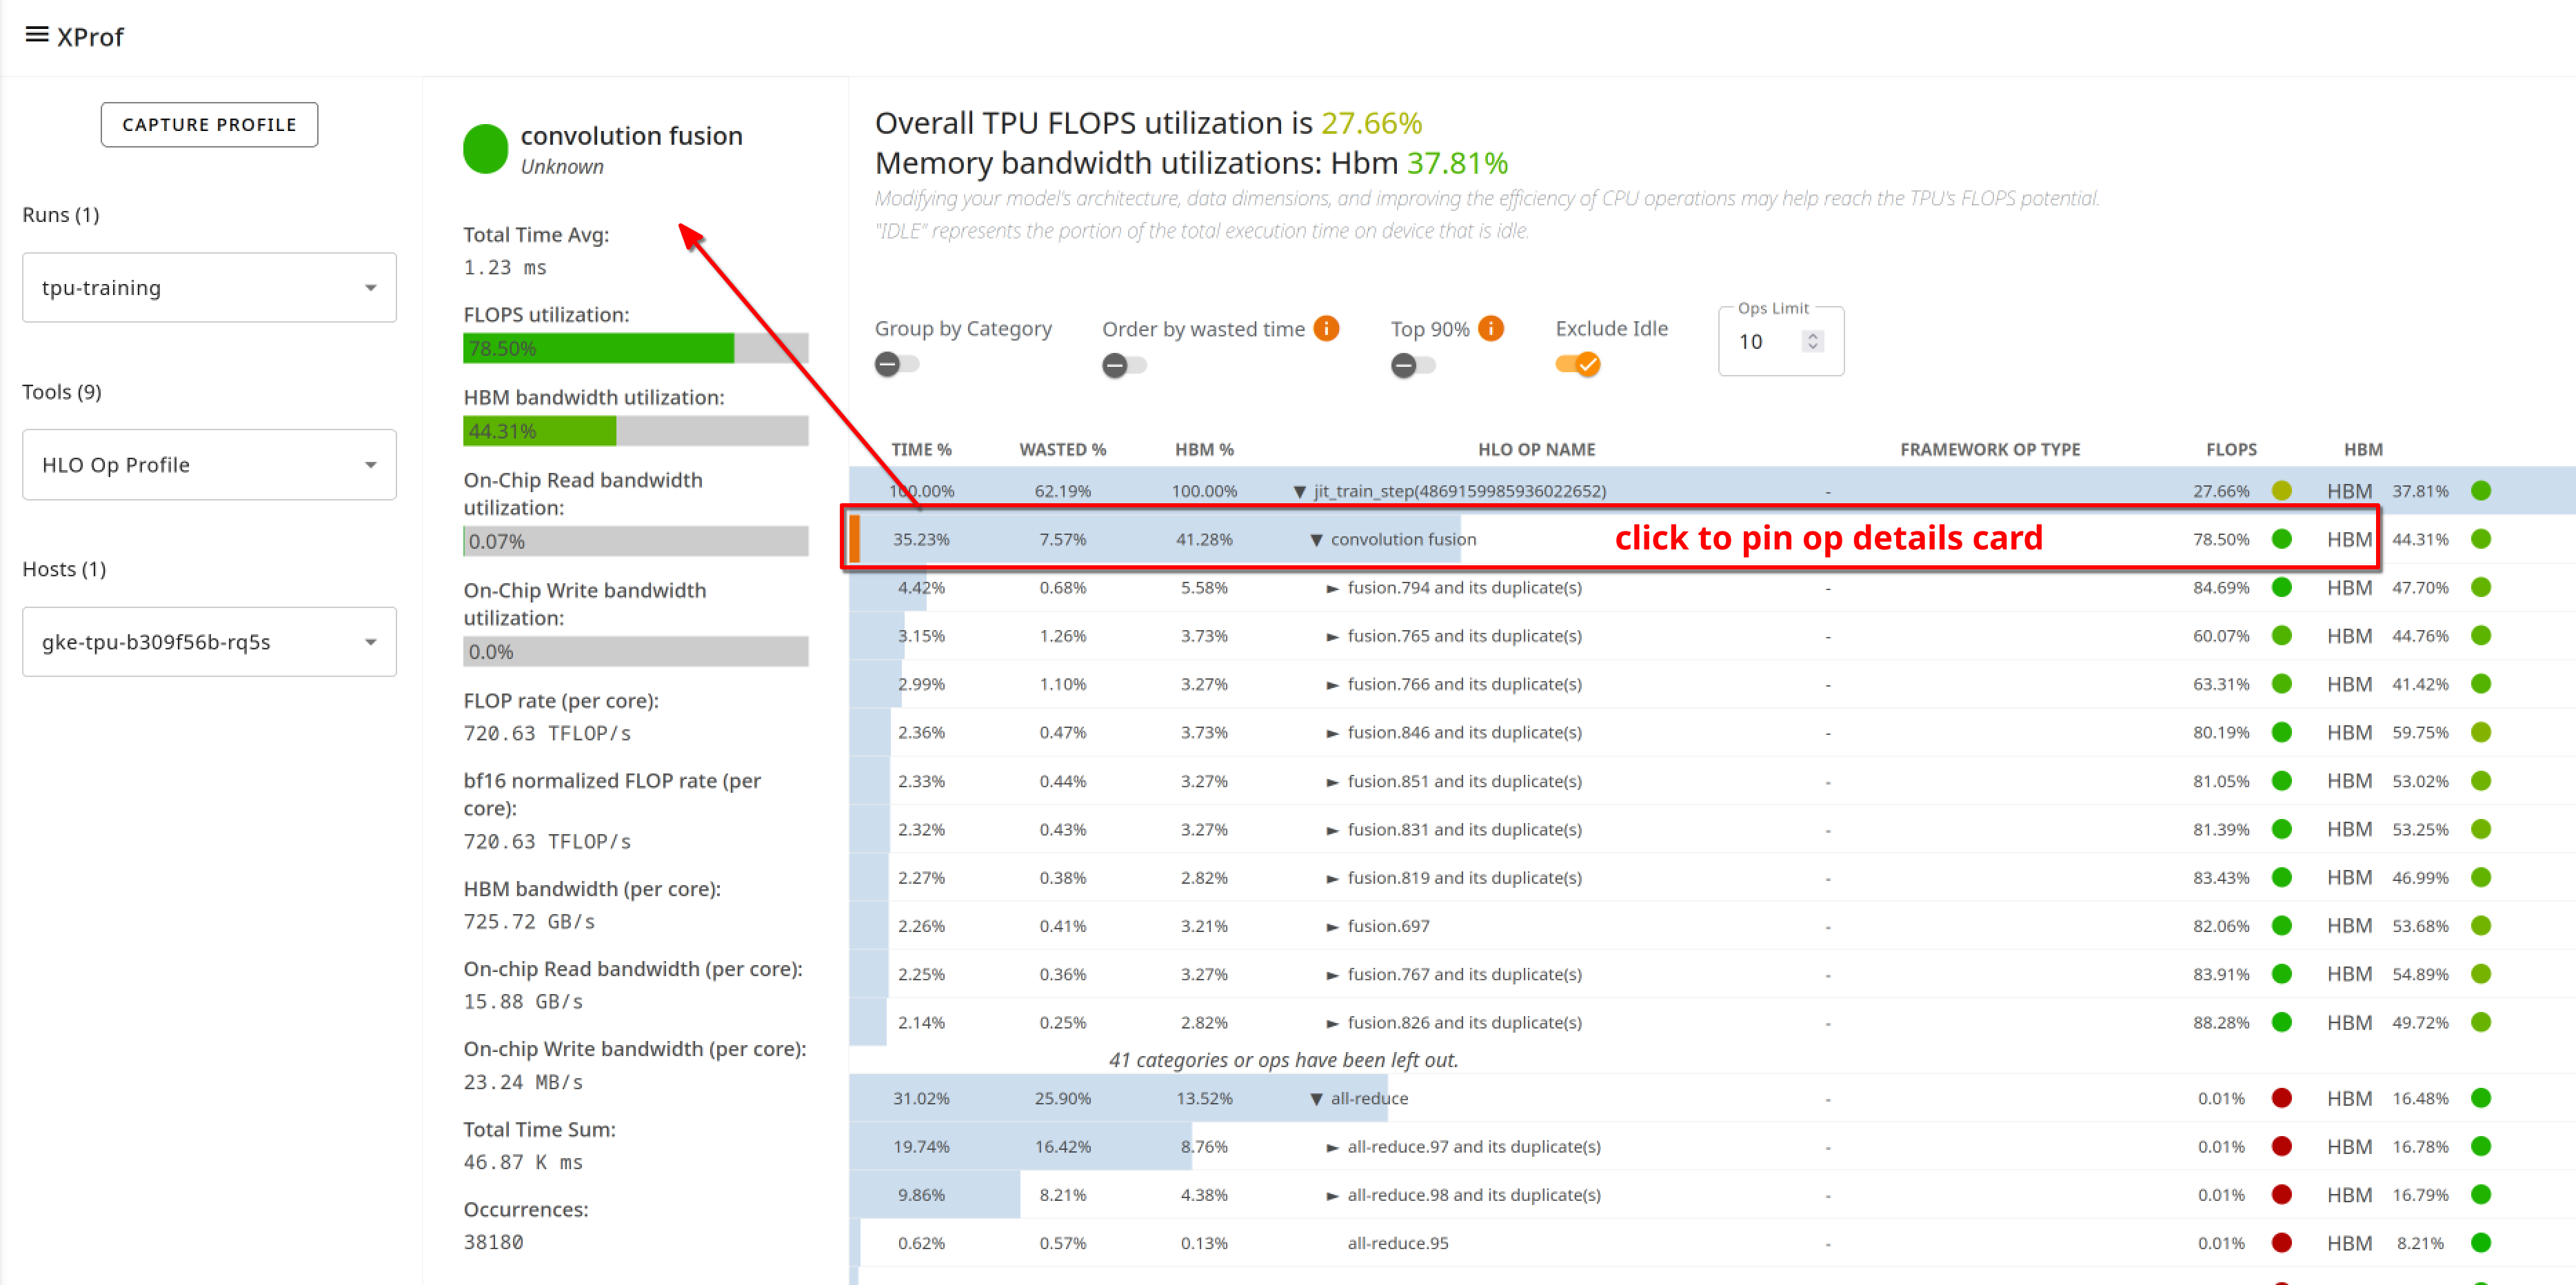 XProf
CAPTURE PROFILE
Runs (1)
tpu-training
Tools (9)
HLO Op Profile
Hosts (1)
gke-tpu-b309f56b-rq5s
convolution fusion
Unknown
Total Time Avg:
1.23 ms
FLOPS utilization:
78.50%
HBM bandwidth utilization:
44.31%
On-Chip Read bandwidth
utilization:
0.07%
On-Chip Write bandwidth
utilization:
0.0%
FLOP rate (per core):
720.63 TFLOP/s
bf16 normalized FLOP rate (per
core):
720.63 TFLOP/s
HBM bandwidth (per core):
725.72 GB/s
On-chip Read bandwidth (per core):
15.88 GB/s
On-chip Write bandwidth (per core):
23.24 MB/s
Total Time Sum:
46.87 K ms
Occurrences:
38180
Overall TPU FLOPS utilization is 27.66%
Memory bandwidth utilizations: Hbm 37.81%
Modifying your model's architecture, data dimensions, and improving the efficiency of CPU operations may help reach the TPU's FLOPS potential.
"IDLE" represents the portion of the total execution time on device that is idle.
Group by Category Order by wasted time i Top 90% i Exclude Idle Ops Limit
10
TIME % WASTED % HBM % HLO OP NAME FRAMEWORK OP TYPE FLOPS HBM
100.00% 62.19% 100.00% ▼ jit_train_step(4869159985936022652) - 27.66% HBM 37.81%
35.23% 7.57% 41.28% ▼ convolution fusion click to pin op details card 78.50% HBM 44.31%
4.42% 0.68% 5.58% ► fusion.794 and its duplicate(s) - 84.69% HBM 47.70%
3.15% 1.26% 3.73% ► fusion.765 and its duplicate(s) - 60.07% HBM 44.76%
2.99% 1.10% 3.27% ► fusion.766 and its duplicate(s) - 63.31% HBM 41.42%
2.36% 0.47% 3.73% ► fusion.846 and its duplicate(s) - 80.19% HBM 59.75%
2.33% 0.44% 3.27% ► fusion.851 and its duplicate(s) - 81.05% HBM 53.02%
2.32% 0.43% 3.27% ► fusion.831 and its duplicate(s) - 81.39% HBM 53.25%
2.27% 0.38% 2.82% ► fusion.819 and its duplicate(s) - 83.43% HBM 46.99%
2.26% 0.41% 3.21% ► fusion.697 - 82.06% HBM 53.68%
2.25% 0.36% 3.27% ► fusion.767 and its duplicate(s) - 83.91% HBM 54.89%
2.14% 0.25% 2.82% ► fusion.826 and its duplicate(s) - 88.28% HBM 49.72%
41 categories or ops have been left out.
31.02% 25.90% 13.52% ▼ all-reduce - 0.01% HBM 16.48%
19.74% 16.42% 8.76% ► all-reduce.97 and its duplicate(s) - 0.01% HBM 16.78%
9.86% 8.21% 4.38% ► all-reduce.98 and its duplicate(s) - 0.01% HBM 16.79%
0.62% 0.57% 0.13% all-reduce.95 - 0.01% HBM 8.21%